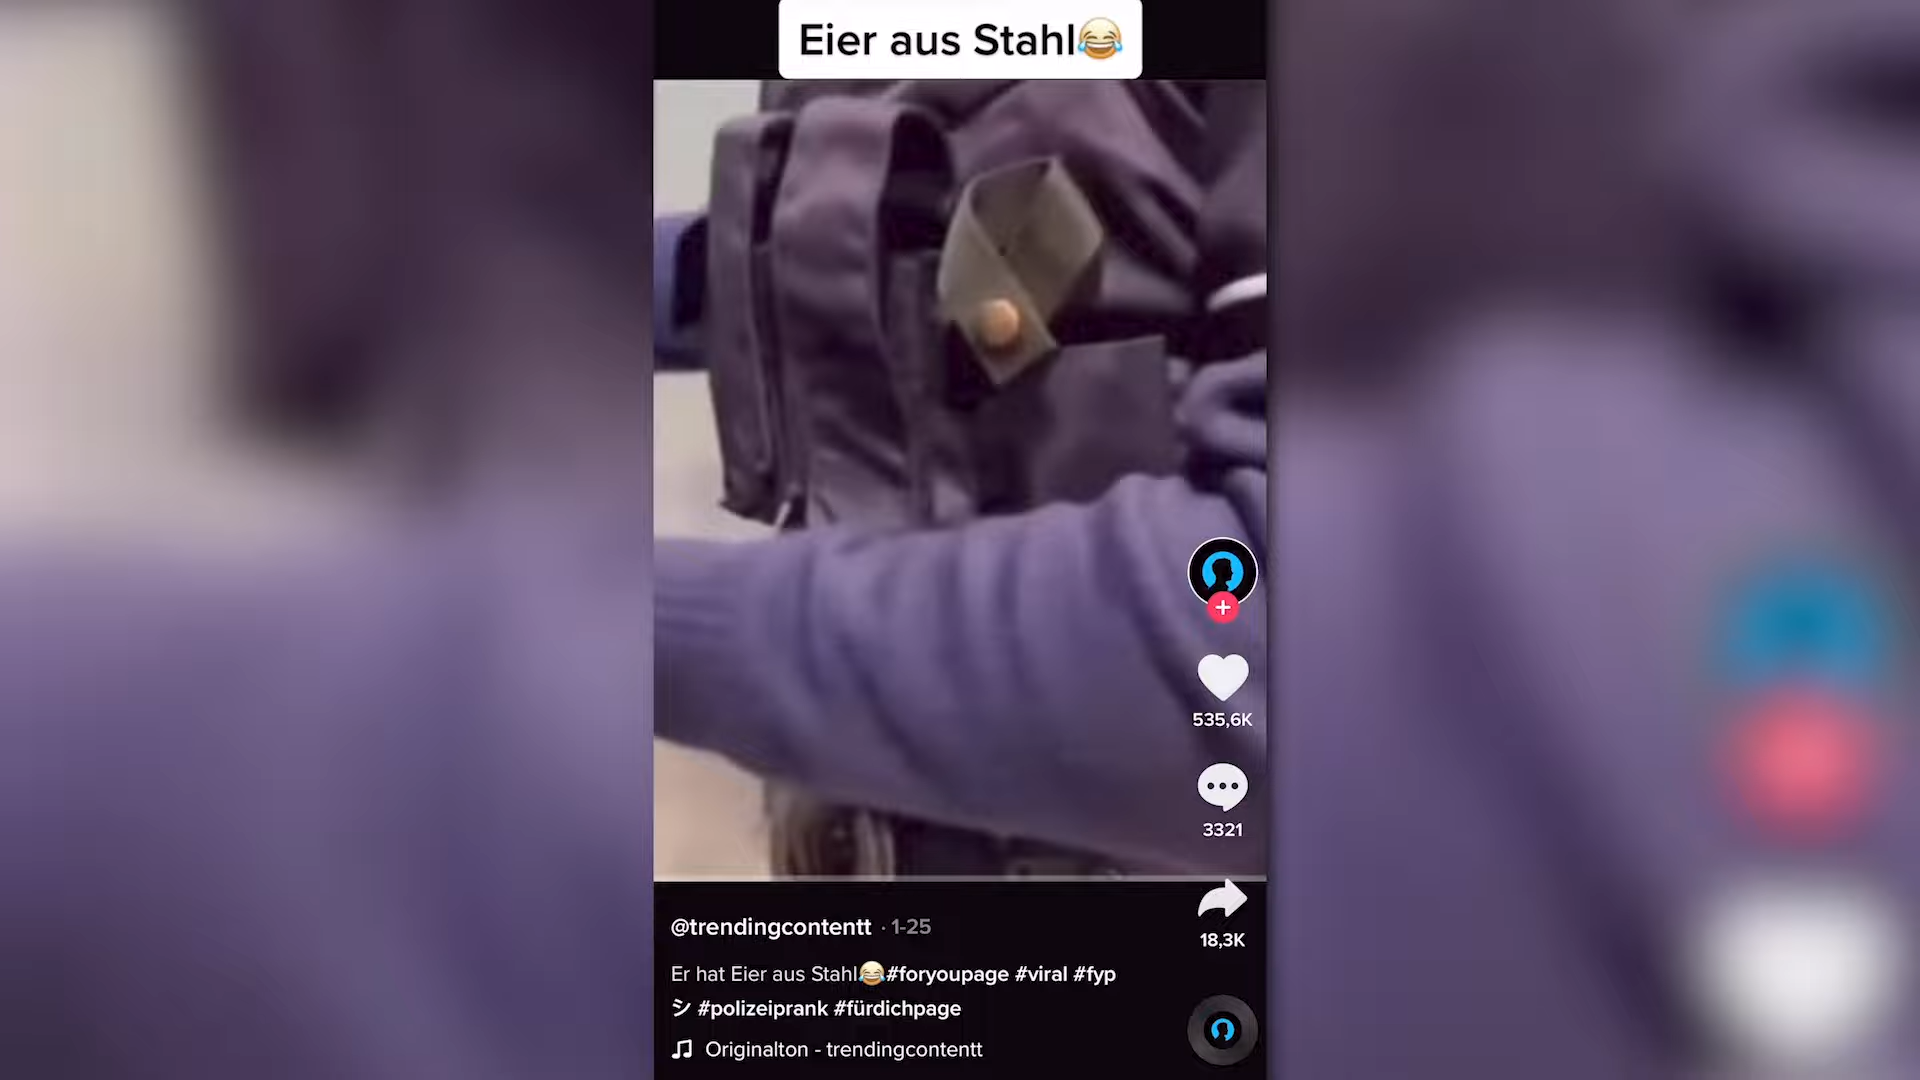 Eier aus Stahl😂
535,6K
3321
18,3K
@trendingcontentt · 1-25
Er hat Eier aus Stahl😂#foryoupage #viral #fyp
シ #polizeiprank #fürdichpage
Originalton - trendingcontentt